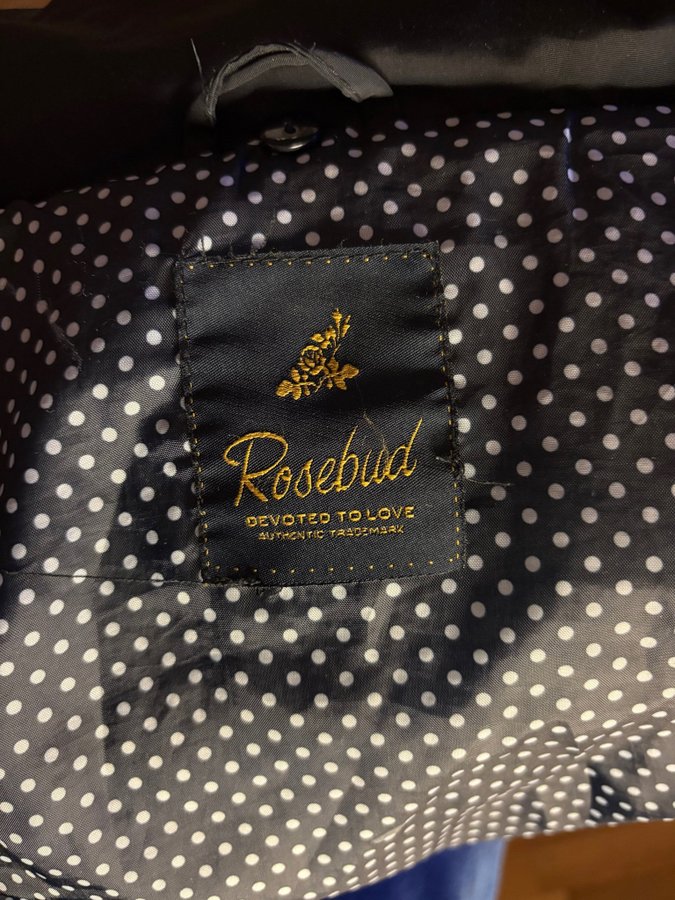 Rosebud
DEVOTED TO LOVE
AUTHENTIC TRADEMARK